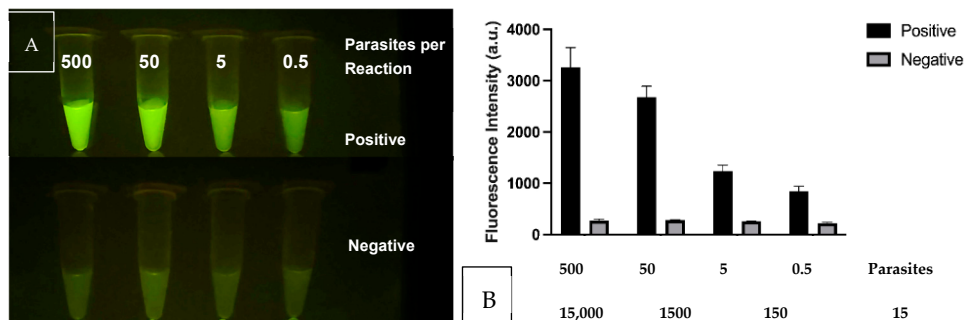 A
500 50 5 0.5
Parasites per
Reaction
Positive
Negative
B
Fluorescence Intensity (a.u.)
4000
3000
2000
1000
0
Positive
Negative
500 50 5 0.5 Parasites
15,000 1500 150 15